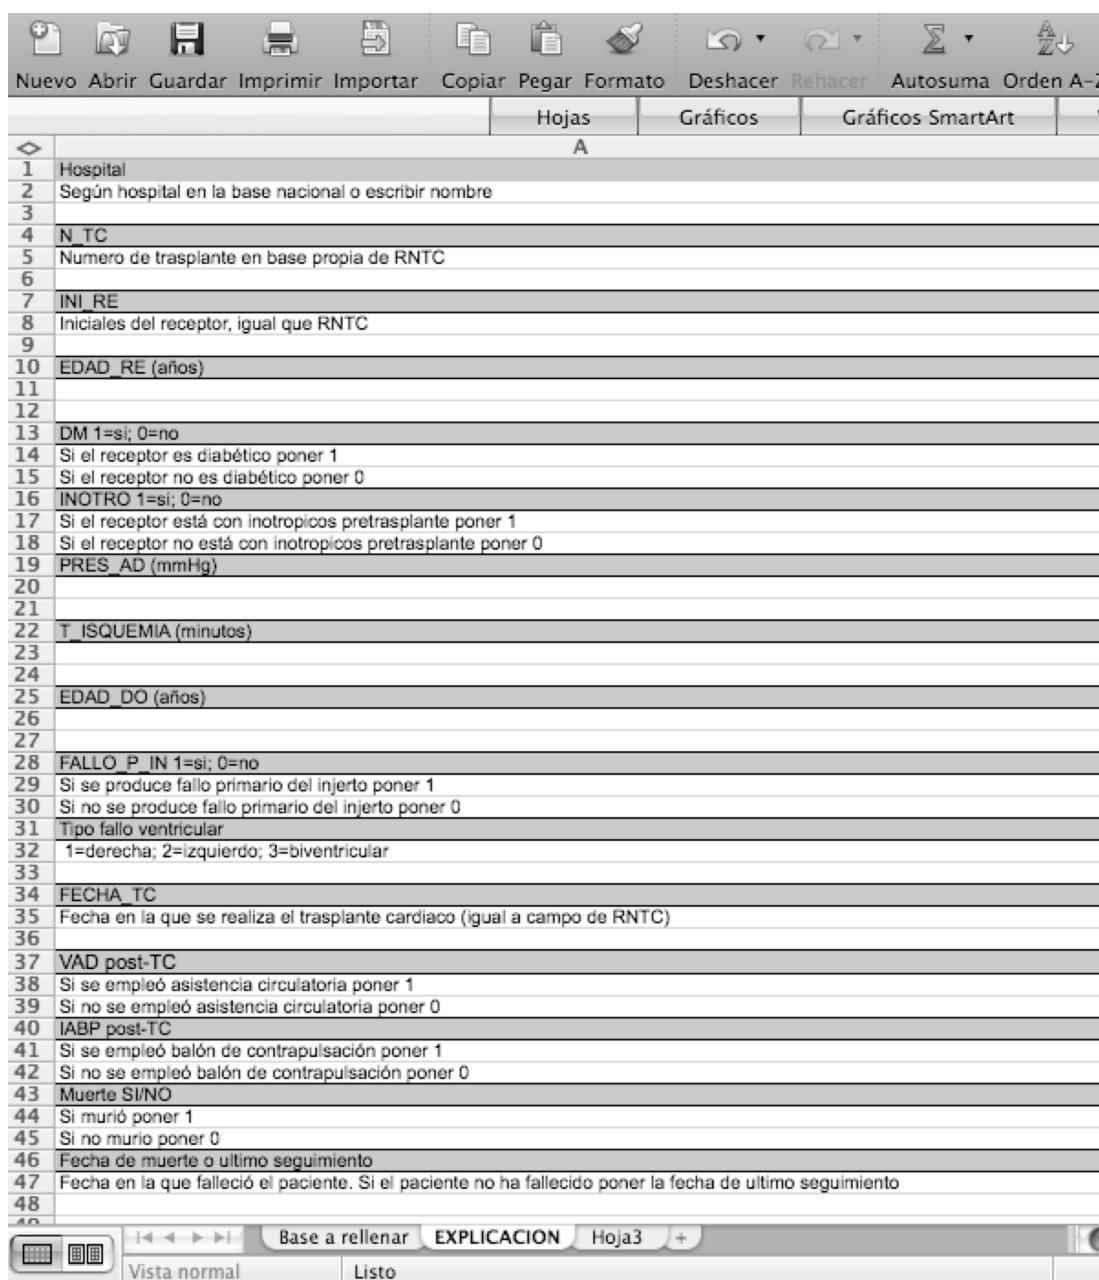 Nuevo Abrir Guardar Imprimir Importar Copiar Pegar Formato Deshacer Rehacer Autosuma Orden A-Z
Hojas Gráficos Gráficos SmartArt
A
1 Hospital
2 Según hospital en la base nacional o escribir nombre
3
4 N_TC
5 Numero de trasplante en base propia de RNTC
6
7 INI_RE
8 Iniciales del receptor, igual que RNTC
9
10 EDAD_RE (años)
11
12
13 DM 1=si; 0=no
14 Si el receptor es diabético poner 1
15 Si el receptor no es diabético poner 0
16 INOTRO 1=si; 0=no
17 Si el receptor está con inotropicos pretrasplante poner 1
18 Si el receptor no está con inotropicos pretrasplante poner 0
19 PRES_AD (mmHg)
20
21
22 T_ISQUEMIA (minutos)
23
24
25 EDAD_DO (años)
26
27
28 FALLO_P_IN 1=si; 0=no
29 Si se produce fallo primario del injerto poner 1
30 Si no se produce fallo primario del injerto poner 0
31 Tipo fallo ventricular
32 1=derecha; 2=izquierdo; 3=biventricular
33
34 FECHA_TC
35 Fecha en la que se realiza el trasplante cardiaco (igual a campo de RNTC)
36
37 VAD post-TC
38 Si se empleó asistencia circulatoria poner 1
39 Si no se empleó asistencia circulatoria poner 0
40 IABP post-TC
41 Si se empleó balón de contrapulsación poner 1
42 Si no se empleó balón de contrapulsación poner 0
43 Muerte SI/NO
44 Si murió poner 1
45 Si no murio poner 0
46 Fecha de muerte o ultimo seguimiento
47 Fecha en la que falleció el paciente. Si el paciente no ha fallecido poner la fecha de ultimo seguimiento
48
Base a rellenar EXPLICACION Hoja3 +
Vista normal Listo